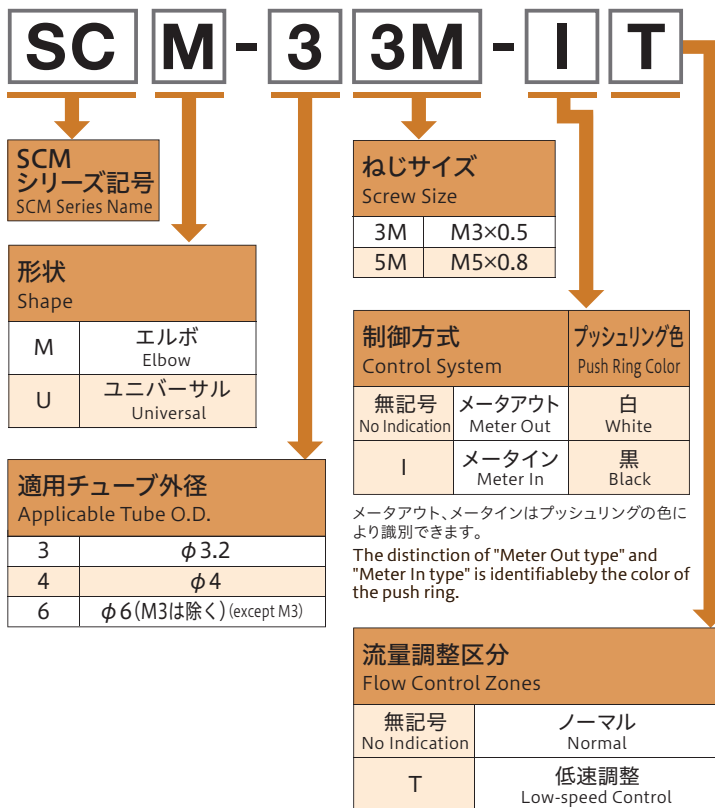 SC M - 3 3M - I T
SCM
シリーズ記号
SCM Series Name
形状
Shape
M エルボ
Elbow
U ユニバーサル
Universal
適用チューブ外径
Applicable Tube O.D.
3 φ3.2
4 φ4
6 φ6(M3は除く)(except M3)
ねじサイズ
Screw Size
3M M3×0.5
5M M5×0.8
制御方式 プッシュリング色
Control System Push Ring Color
無記号 メータアウト 白
No Indication Meter Out White
I メータイン 黒
Meter In Black
メータアウト、メータインはプッシュリングの色に
より識別できます。
The distinction of "Meter Out type" and
"Meter In type" is identifiableby the color of
the push ring.
流量調整区分
Flow Control Zones
無記号 ノーマル
No Indication Normal
T 低速調整
Low-speed Control